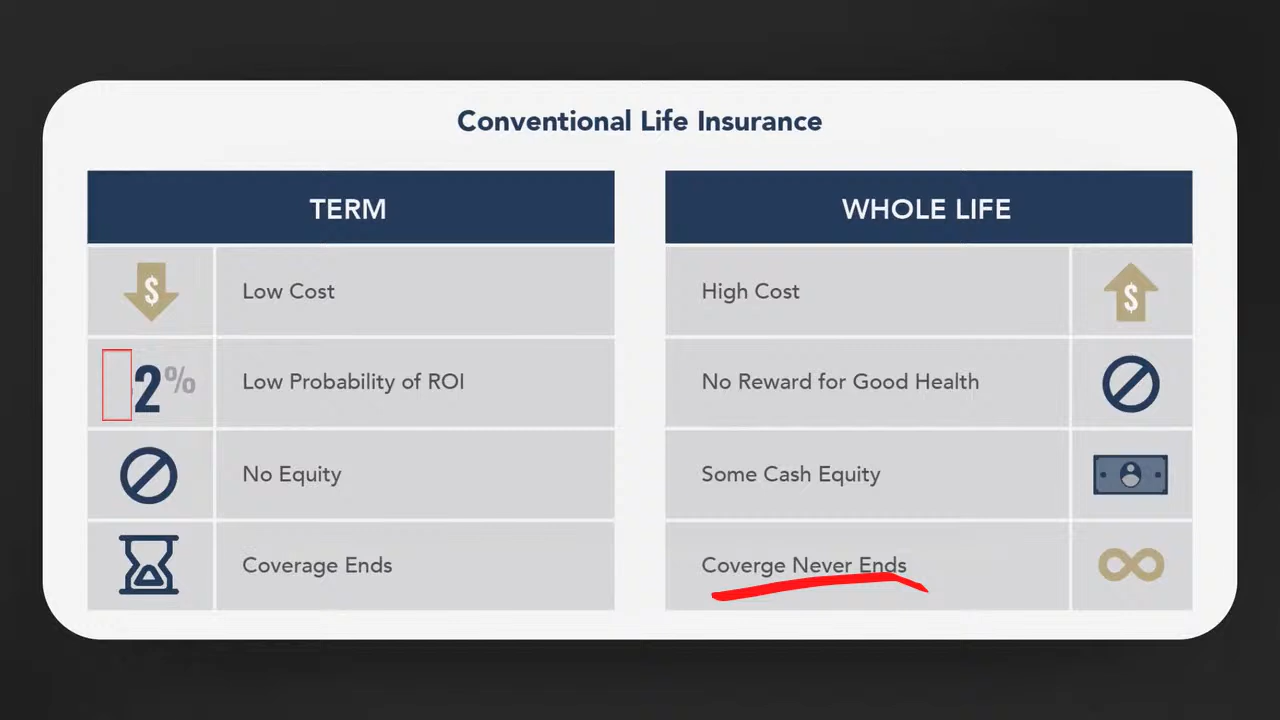 Conventional Life Insurance
TERM
$ Low Cost
2% Low Probability of ROI
No Equity
Coverage Ends
WHOLE LIFE
High Cost $
No Reward for Good Health
Some Cash Equity
Coverge Never Ends